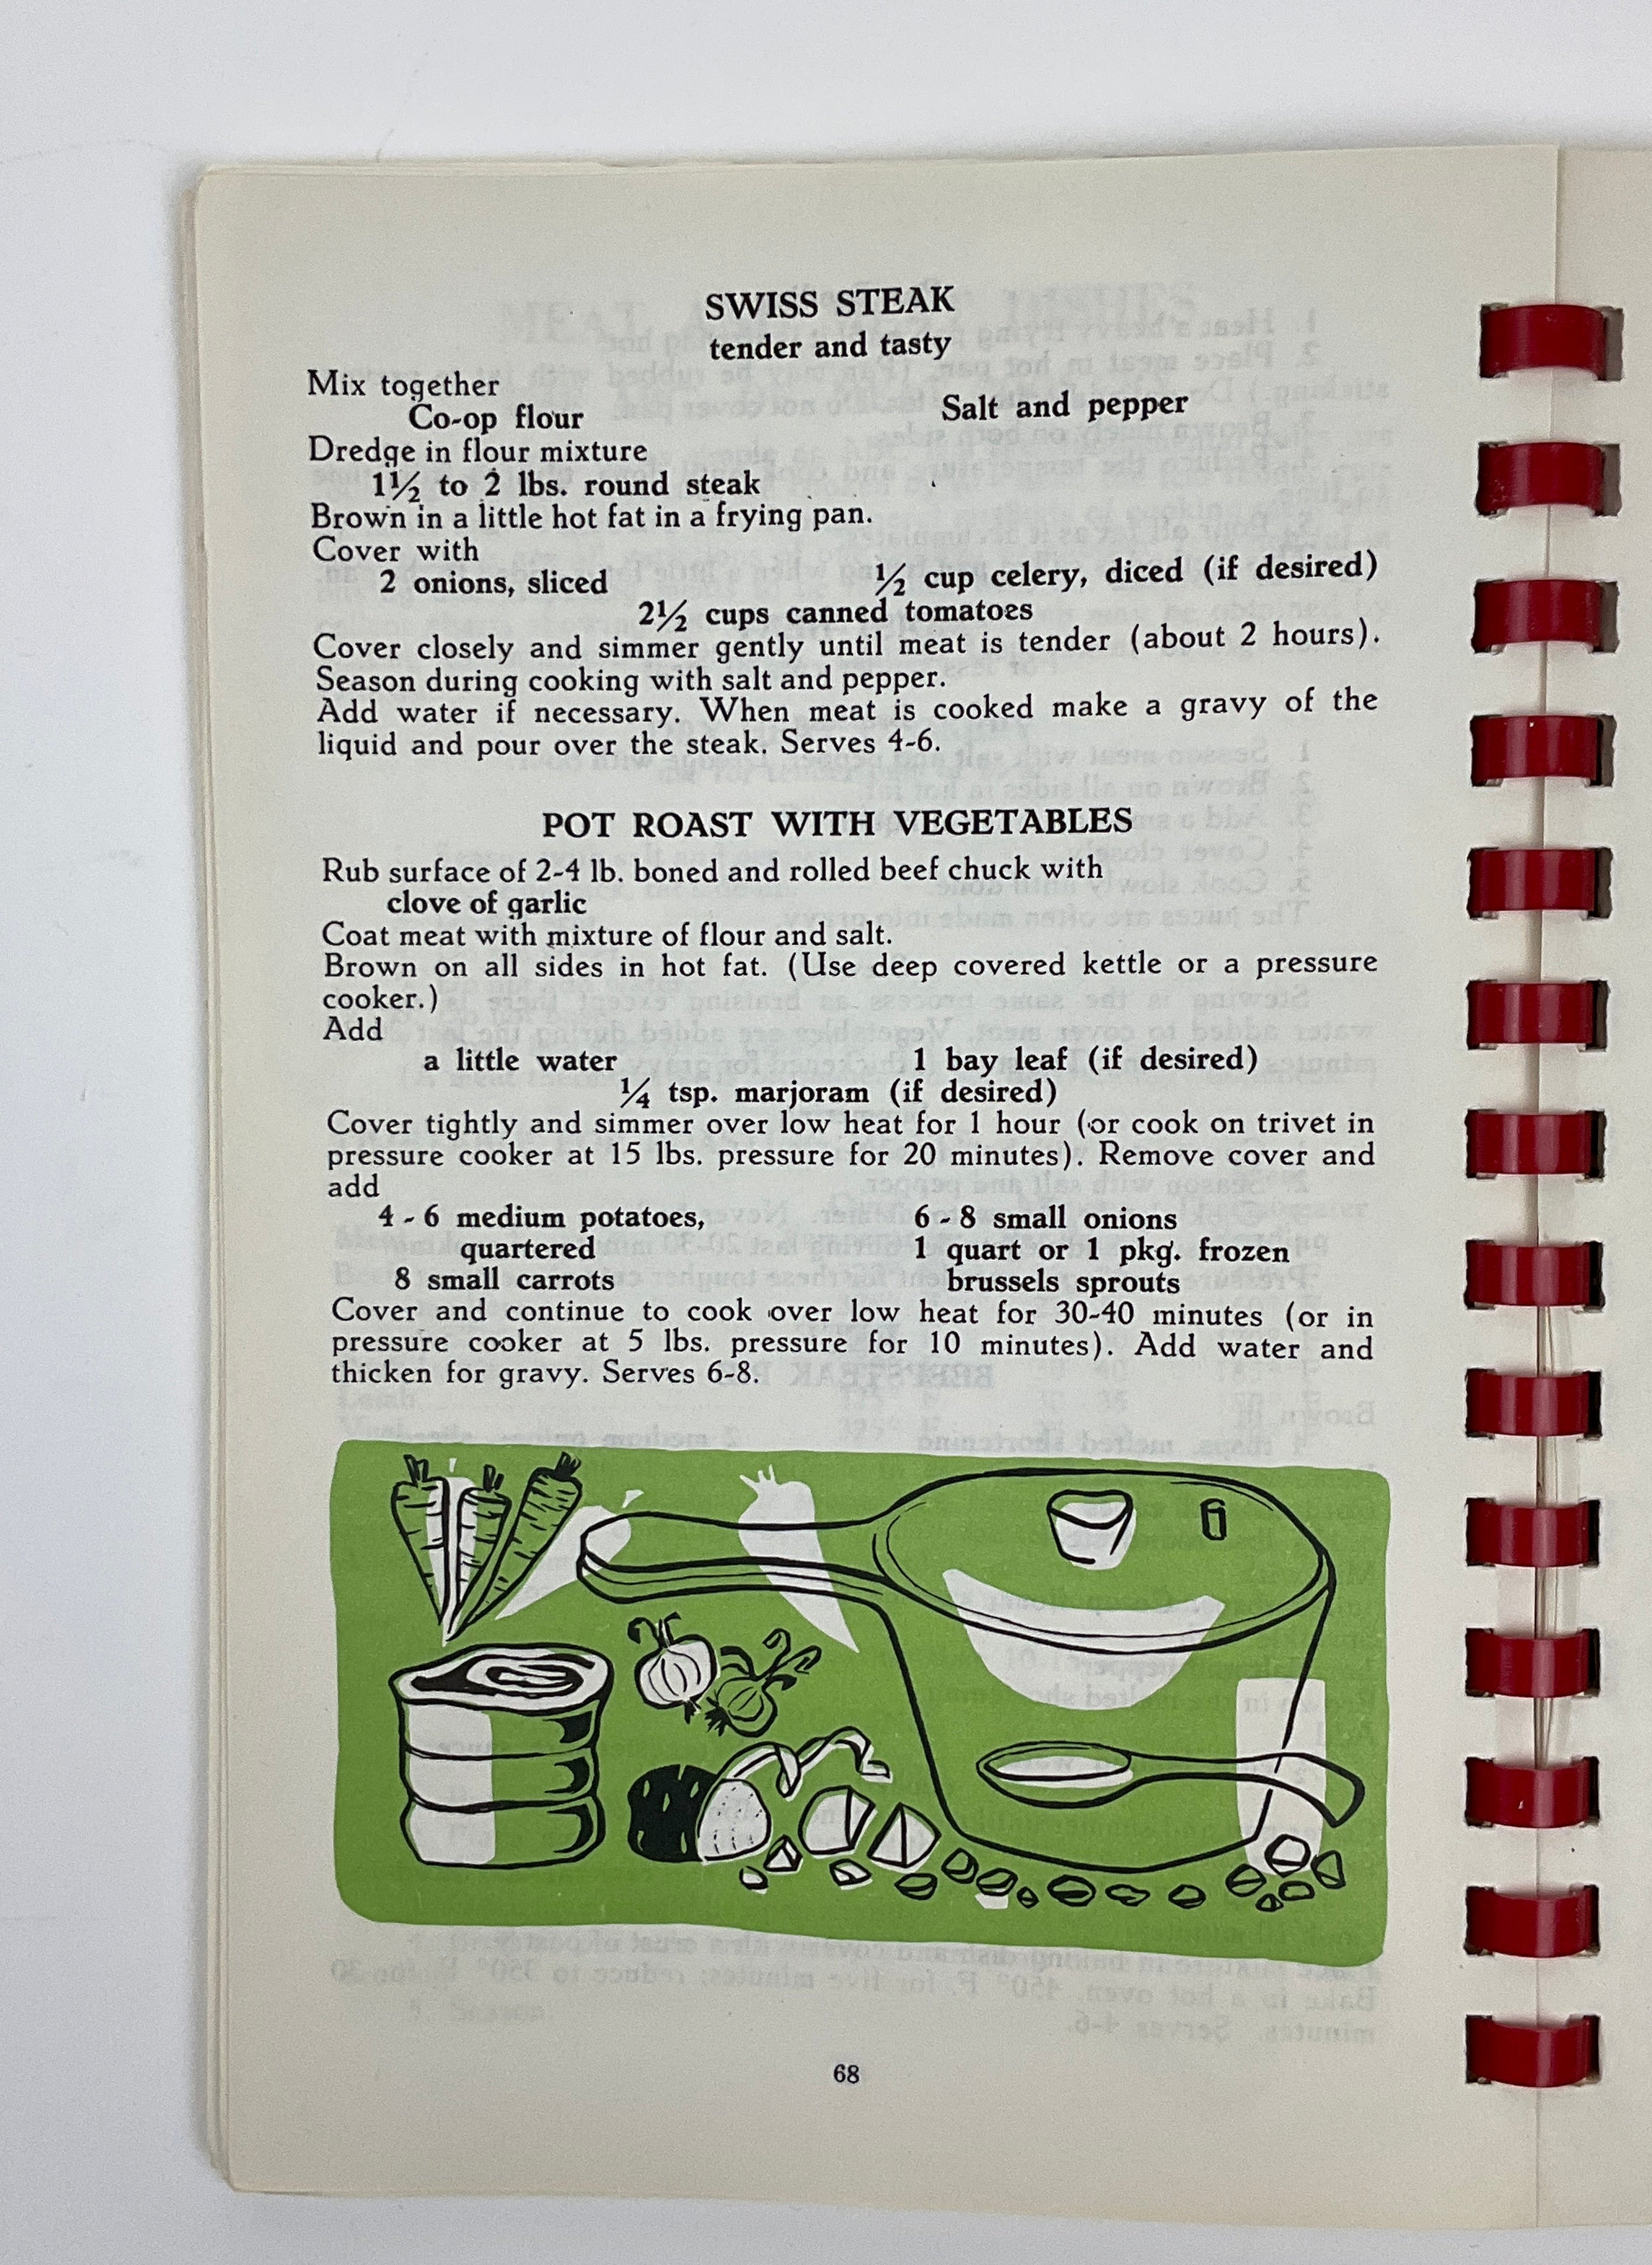 SWISS STEAK
tender and tasty
Mix together
Co-op flour Salt and pepper
Dredge in flour mixture
1½ to 2 lbs. round steak
Brown in a little hot fat in a frying pan.
Cover with
2 onions, sliced ½ cup celery, diced (if desired)
2½ cups canned tomatoes
Cover closely and simmer gently until meat is tender (about 2 hours).
Season during cooking with salt and pepper.
Add water if necessary. When meat is cooked make a gravy of the
liquid and pour over the steak. Serves 4-6.
POT ROAST WITH VEGETABLES
Rub surface of 2-4 lb. boned and rolled beef chuck with
clove of garlic
Coat meat with mixture of flour and salt.
Brown on all sides in hot fat. (Use deep covered kettle or a pressure
cooker.)
Add
a little water 1 bay leaf (if desired)
¼ tsp. marjoram (if desired)
Cover tightly and simmer over low heat for 1 hour (or cook on trivet in
pressure cooker at 15 lbs. pressure for 20 minutes). Remove cover and
add
4 - 6 medium potatoes, 6 - 8 small onions
quartered 1 quart or 1 pkg. frozen
8 small carrots brussels sprouts
Cover and continue to cook over low heat for 30-40 minutes (or in
pressure cooker at 5 lbs. pressure for 10 minutes). Add water and
thicken for gravy. Serves 6-8.
68